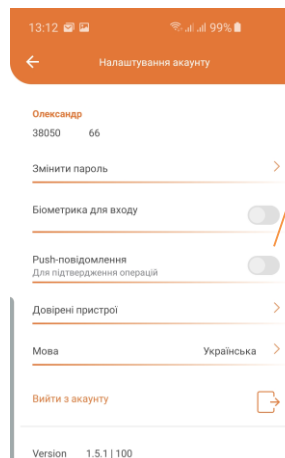 13:12 99%
Налаштування акаунту
Олександр
38050 66
Змінити пароль
Біометрика для входу
Push-повідомлення
Для підтвердження операцій
Довірені пристрої
Мова Українська
Вийти з акаунту
Version 1.5.1 | 100